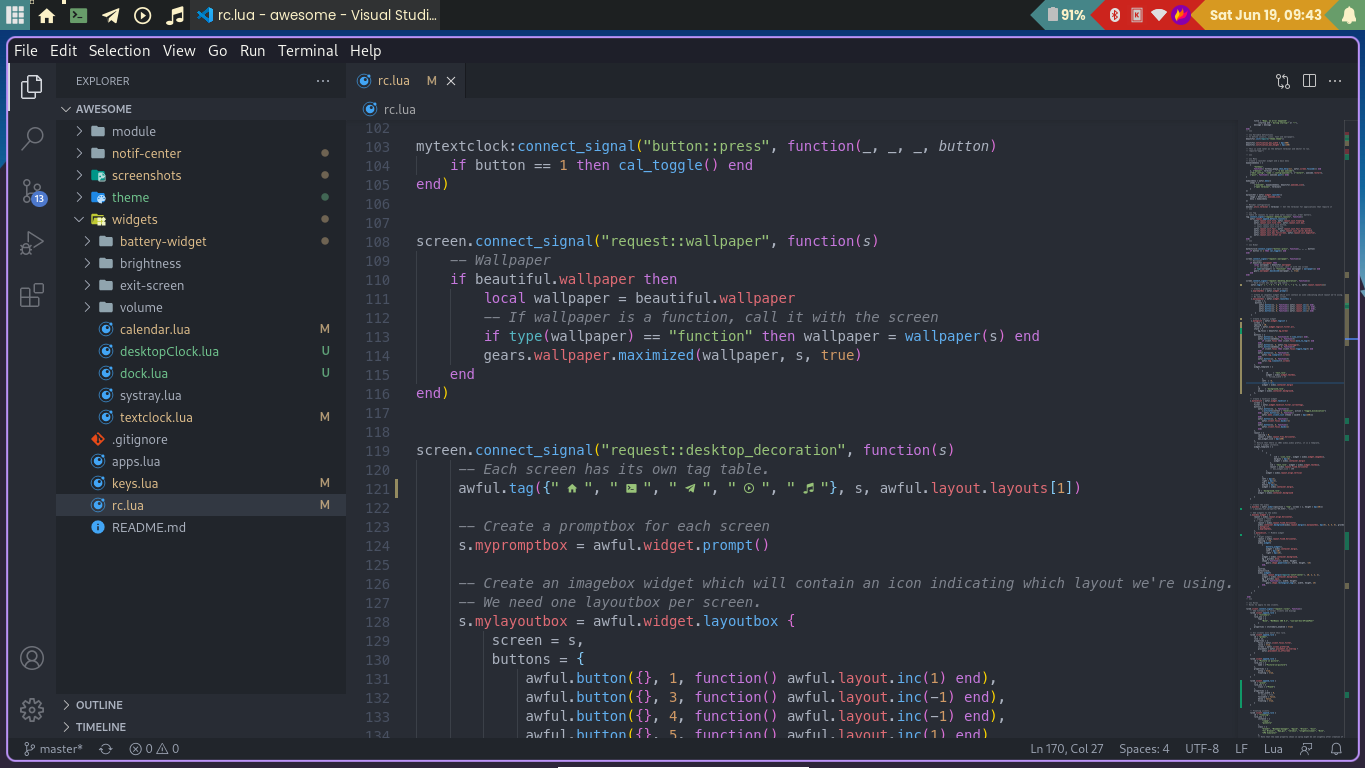 rc.lua - awesome - Visual Studi...
91%
Sat Jun 19, 09:43
File Edit Selection View Go Run Terminal Help
EXPLORER
rc.lua M
AWESOME
rc.lua
module
notif-center
screenshots
theme
widgets
battery-widget
brightness
exit-screen
volume
calendar.lua M
desktopClock.lua U
dock.lua U
systray.lua
textclock.lua M
.gitignore
apps.lua
keys.lua M
rc.lua M
README.md
OUTLINE
TIMELINE
13
102
103 mytextclock:connect_signal("button::press", function(_, _, _, button)
104 if button == 1 then cal_toggle() end
105 end)
106
107
108 screen.connect_signal("request::wallpaper", function(s)
109 -- Wallpaper
110 if beautiful.wallpaper then
111 local wallpaper = beautiful.wallpaper
112 -- If wallpaper is a function, call it with the screen
113 if type(wallpaper) == "function" then wallpaper = wallpaper(s) end
114 gears.wallpaper.maximized(wallpaper, s, true)
115 end
116 end)
117
118
119 screen.connect_signal("request::desktop_decoration", function(s)
120 -- Each screen has its own tag table.
121 awful.tag({" ", " ", " ", " ", " "}, s, awful.layout.layouts[1])
122
123 -- Create a promptbox for each screen
124 s.mypromptbox = awful.widget.prompt()
125
126 -- Create an imagebox widget which will contain an icon indicating which layout we're using.
127 -- We need one layoutbox per screen.
128 s.mylayoutbox = awful.widget.layoutbox {
129 screen = s,
130 buttons = {
131 awful.button({}, 1, function() awful.layout.inc(1) end),
132 awful.button({}, 3, function() awful.layout.inc(-1) end),
133 awful.button({}, 4, function() awful.layout.inc(-1) end),
134 awful.button({}, 5, function() awful.layout.inc(1) end)
master* 0 0
Ln 170, Col 27 Spaces: 4 UTF-8 LF Lua